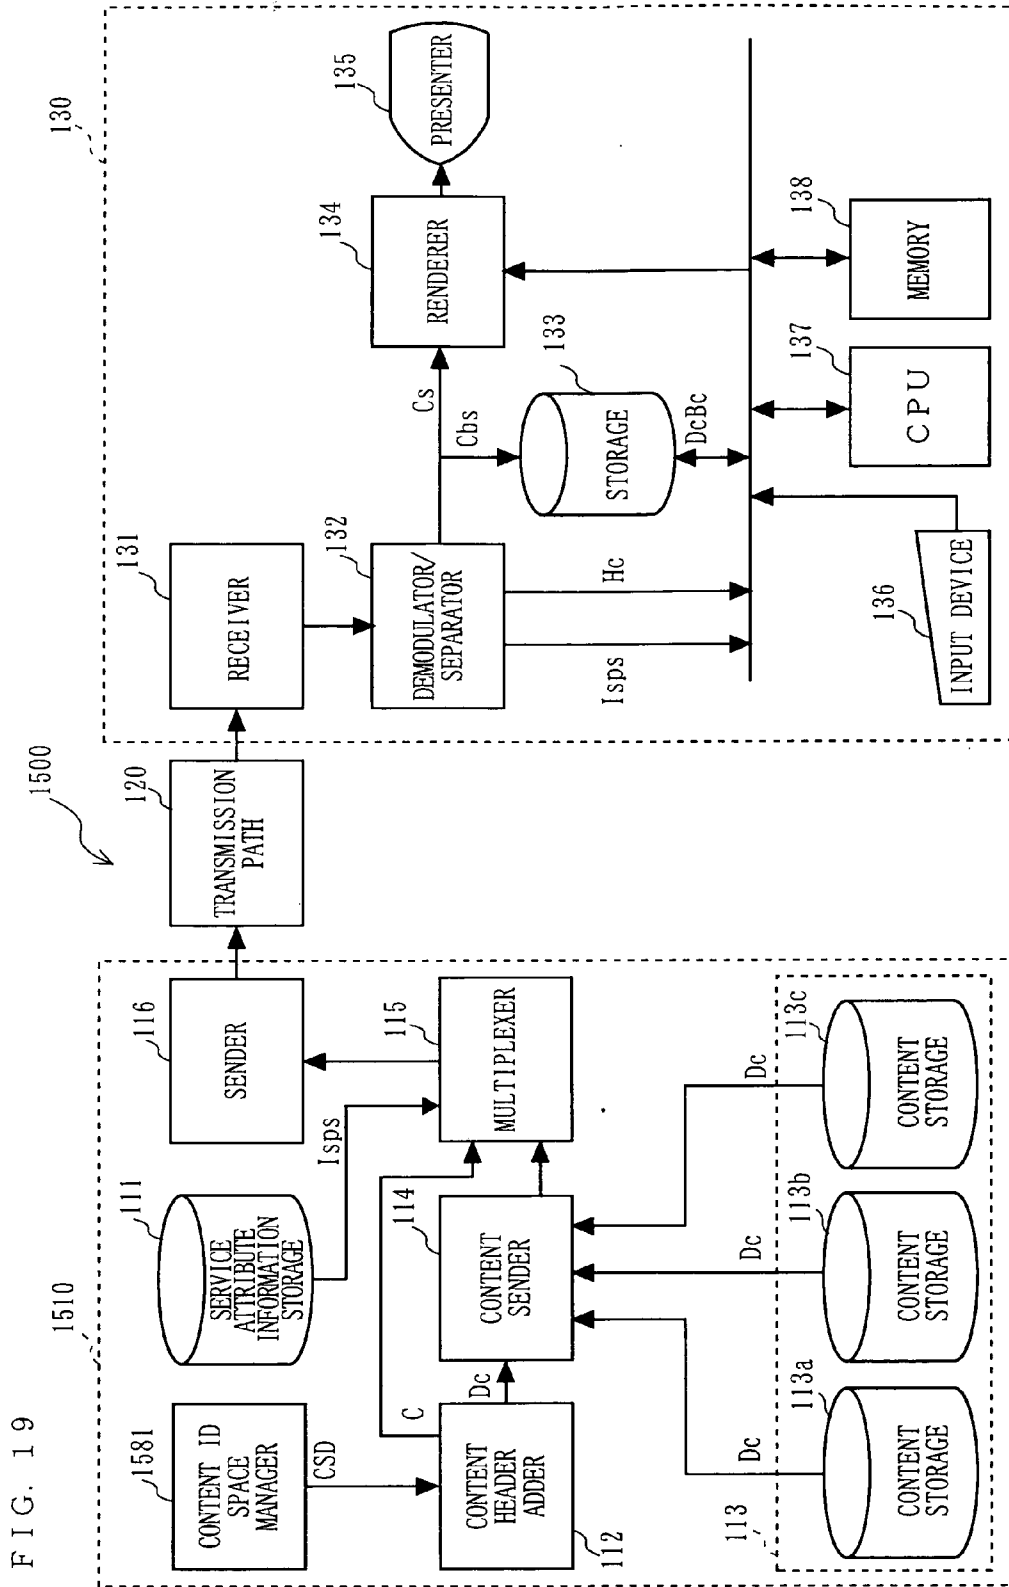 FIG. 19
1500
1510
1581
CONTENT ID
SPACE
MANAGER
111
SERVICE
ATTRIBUTE
INFORMATION
STORAGE
116
SENDER
120
TRANSMISSION
PATH
CSD
Isps
C
112
CONTENT
HEADER
ADDER
Dc
114
CONTENT
SENDER
115
MULTIPLEXER
Dc
Dc
Dc
113
113a
CONTENT
STORAGE
113b
CONTENT
STORAGE
113c
CONTENT
STORAGE
130
131
RECEIVER
132
DEMODULATOR/
SEPARATOR
Cs
Cbs
134
RENDERER
135
PRESENTER
133
STORAGE
Isps
Hc
DcBc
136
INPUT DEVICE
137
CPU
138
MEMORY